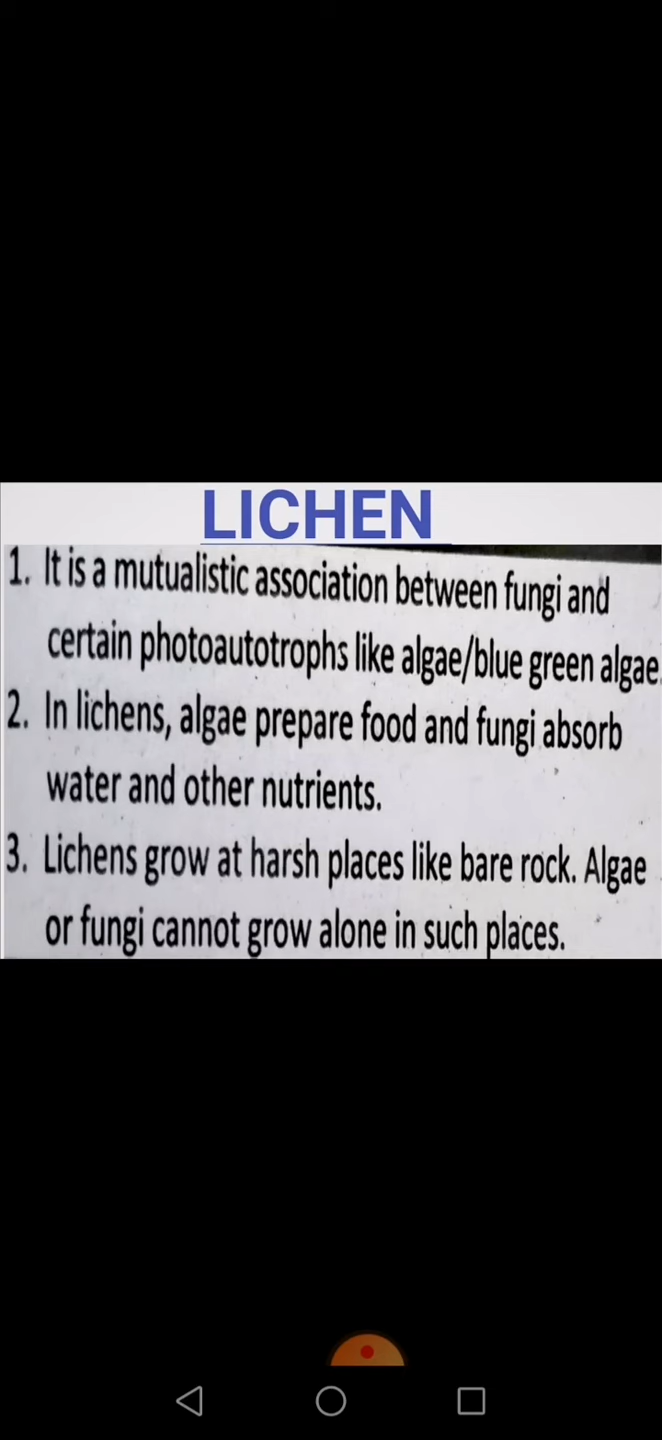 LICHEN
1. It is a mutualistic association between fungi and
certain photoautotrophs like algae/blue green algae.
2. In lichens, algae prepare food and fungi absorb
water and other nutrients.
3. Lichens grow at harsh places like bare rock. Algae
or fungi cannot grow alone in such places.